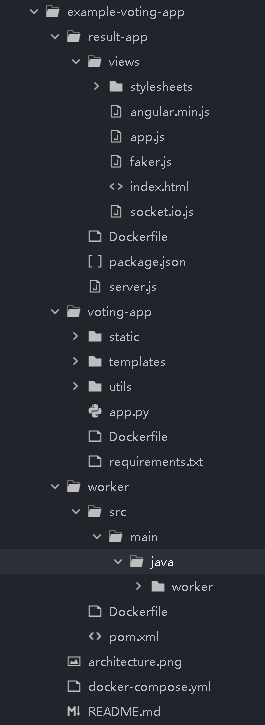 example-voting-app
result-app
views
stylesheets
angular.min.js
app.js
faker.js
index.html
socket.io.js
Dockerfile
package.json
server.js
voting-app
static
templates
utils
app.py
Dockerfile
requirements.txt
worker
src
main
java
worker
Dockerfile
pom.xml
architecture.png
docker-compose.yml
README.md